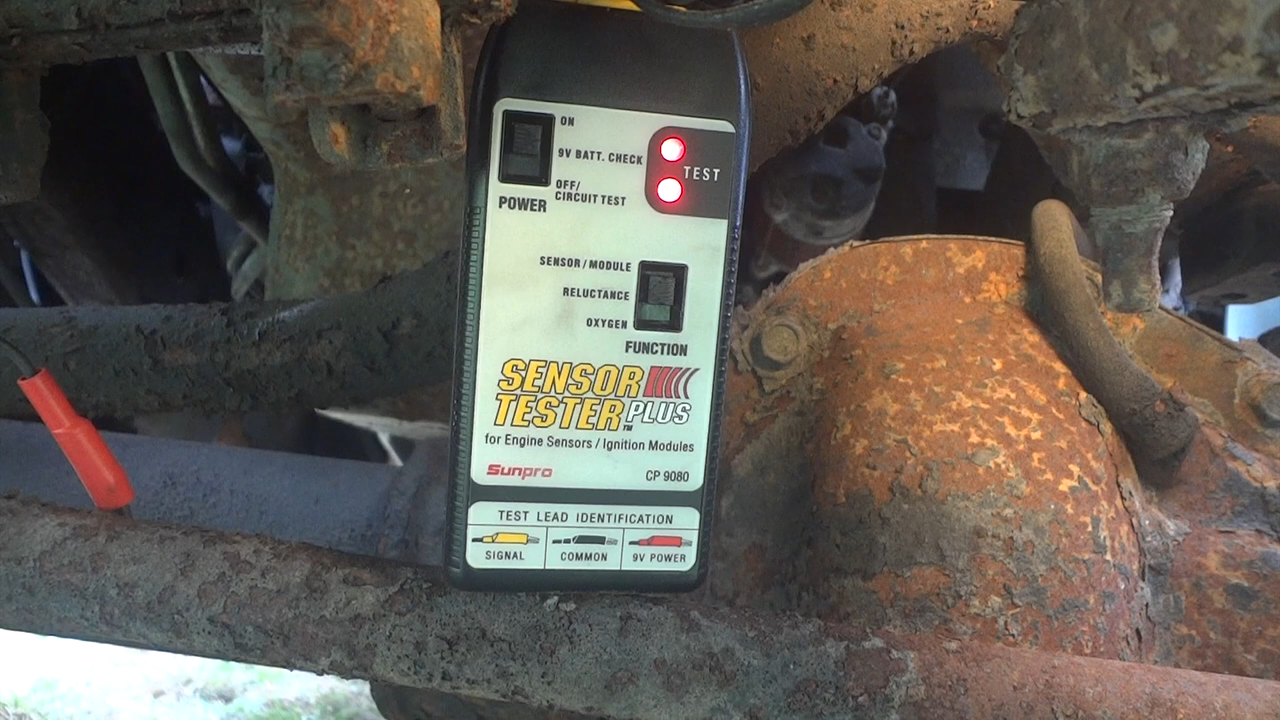 ON
9V BATT. CHECK
OFF/
CIRCUIT TEST
POWER
TEST
SENSOR/MODULE
RELUCTANCE
OXYGEN
FUNCTION
SENSOR
TESTER PLUS
TM
for Engine Sensors / Ignition Modules
Sunpro CP 9080
TEST LEAD IDENTIFICATION
SIGNAL COMMON 9V POWER